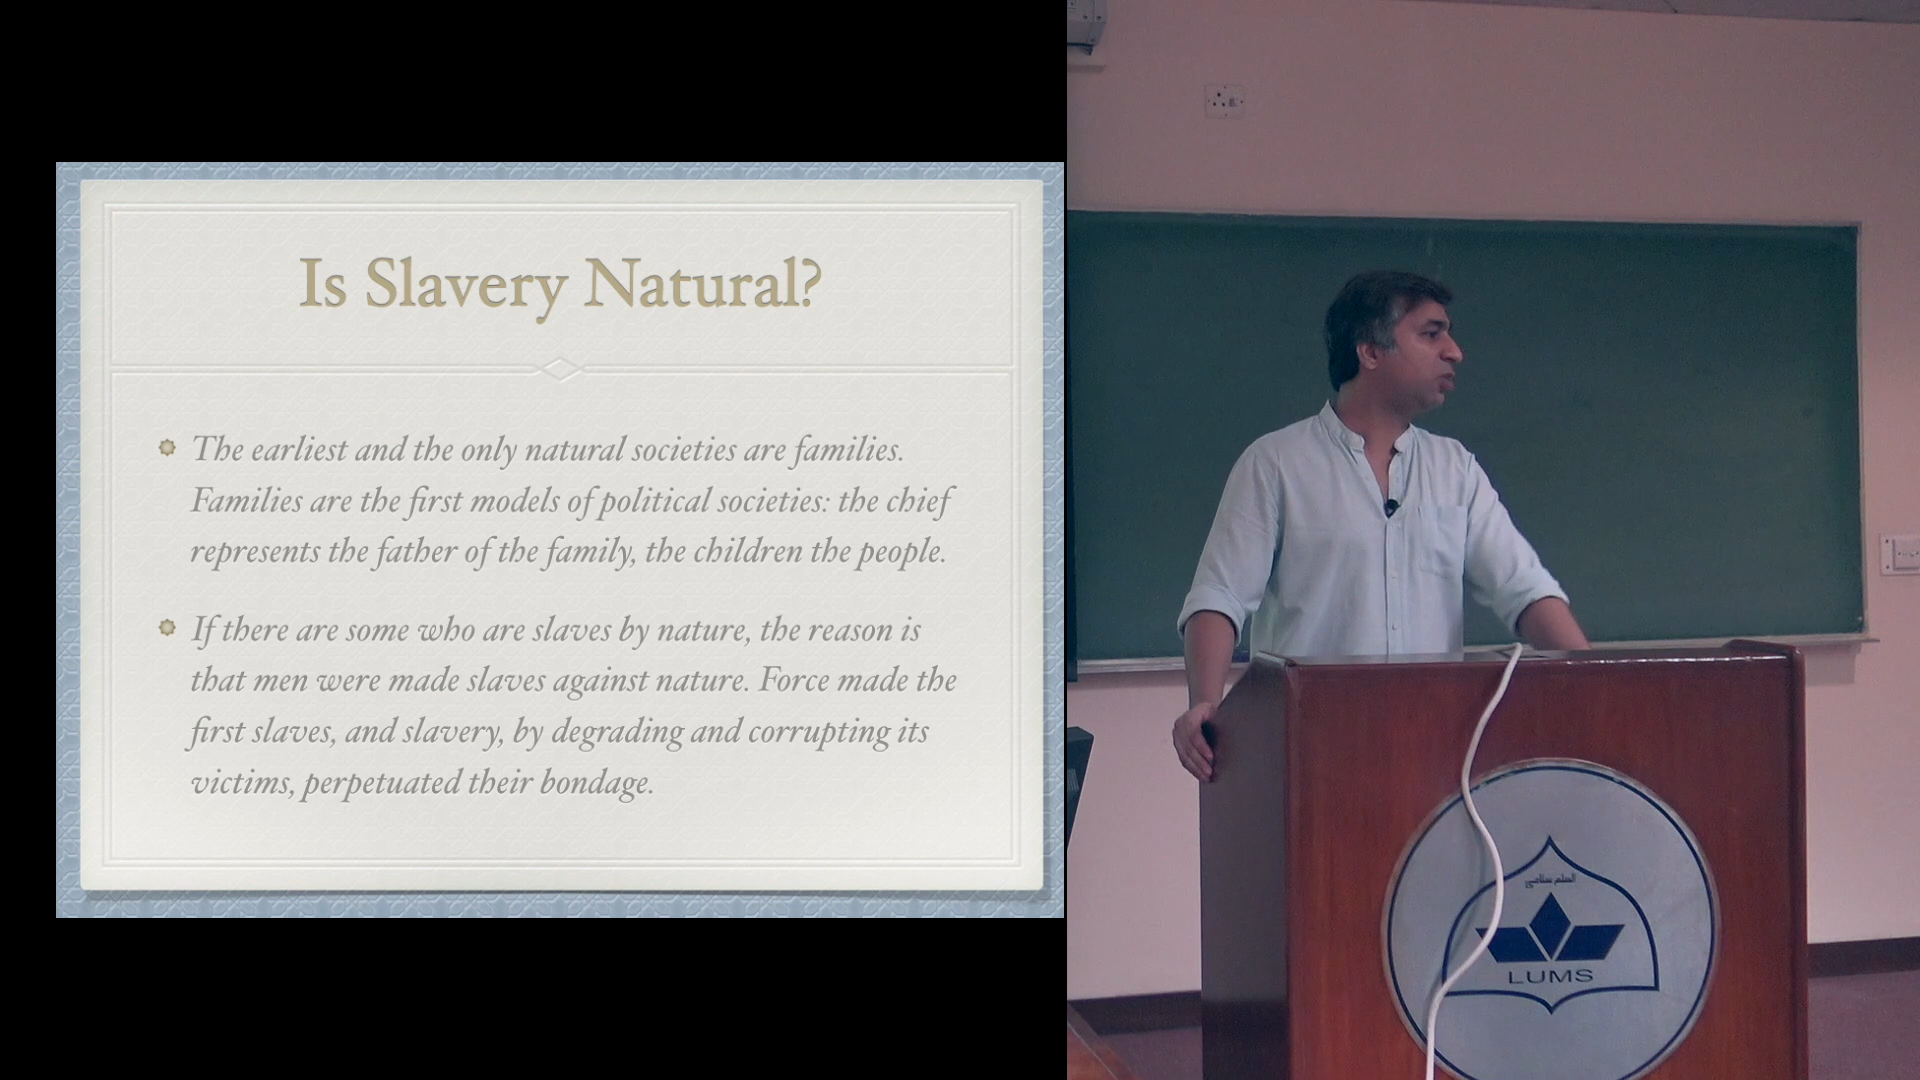 Is Slavery Natural?
The earliest and the only natural societies are families.
Families are the first models of political societies: the chief
represents the father of the family, the children the people.
If there are some who are slaves by nature, the reason is
that men were made slaves against nature. Force made the
first slaves, and slavery, by degrading and corrupting its
victims, perpetuated their bondage.
LUMS